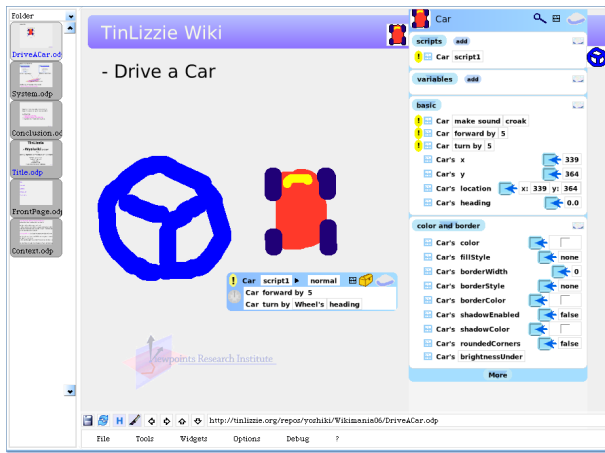 Folder
DriveACar.od
System.odp
Conclusion.od
Title.odp
FrontPage.od
Context.odp
TinLizzie Wiki
- Drive a Car
Car script1 normal
Car forward by 5
Car turn by Wheel's heading
Viewpoints Research Institute
Car
scripts add
! Car script1
variables add
basic
! Car make sound croak
! Car forward by 5
! Car turn by 5
Car's x 339
Car's y 364
Car's location x: 339 y: 364
Car's heading 0.0
color and border
Car's color
Car's fillStyle none
Car's borderWidth 0
Car's borderStyle none
Car's borderColor
Car's shadowEnabled false
Car's shadowColor
Car's roundedCorners false
Car's brightnessUnder
More
H http://tinlizzie.org/repos/yoshiki/Wikimania06/DriveACar.odp
File Tools Widgets Options Debug ?